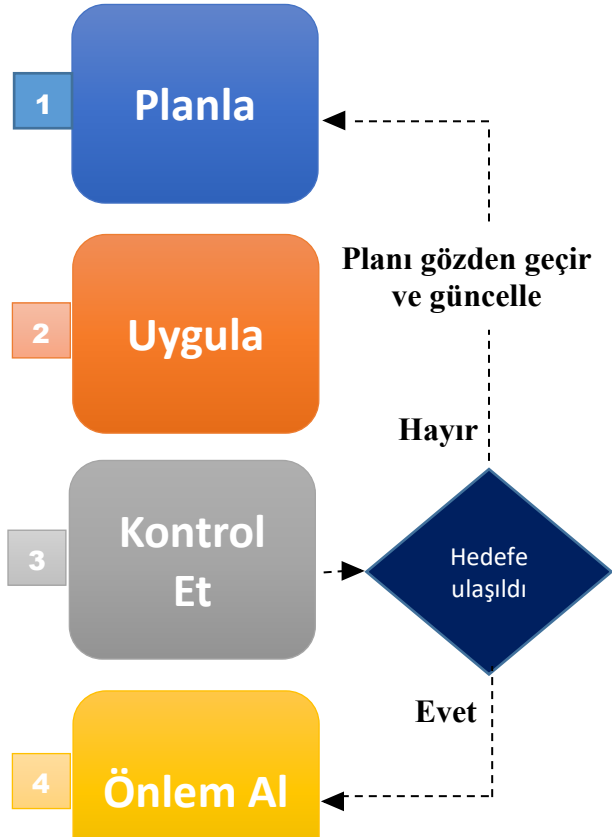 1
Planla
Planı gözden geçir
ve güncelle
2
Uygula
Hayır
3
Kontrol
Et
Hedefe
ulaşıldı
Evet
4
Önlem Al